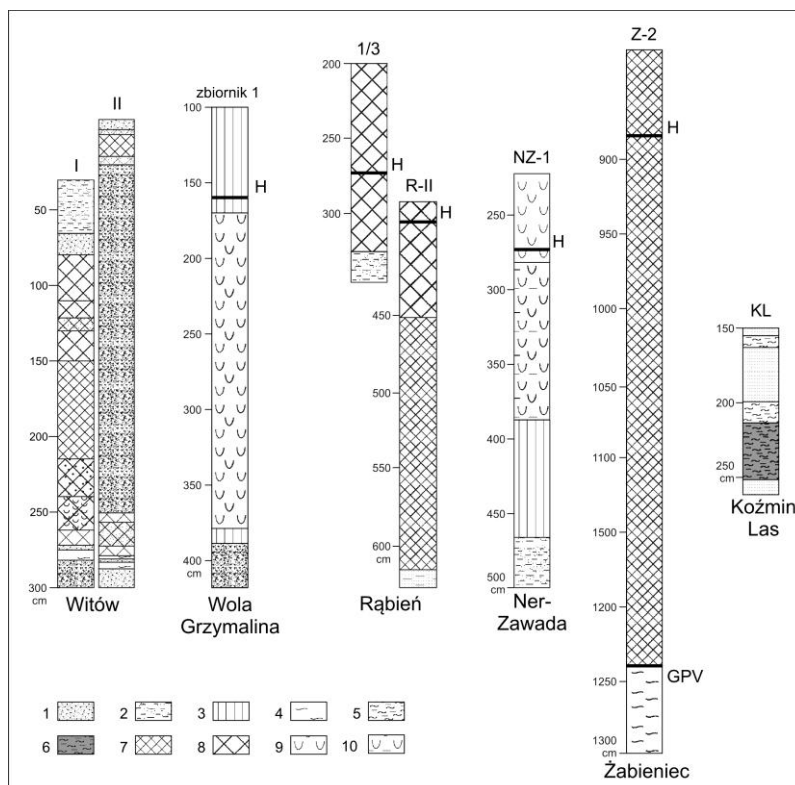 I
II
50
100
150
200
250
300
cm
Witów
zbiornik 1
100
150
H
200
250
300
350
400
cm
Wola
Grzymalina
1/3
200
250
H
300
R-II
H
450
500
550
600
cm
Rąbień
NZ-1
250
H
300
350
400
450
500
cm
Ner-
Zawada
Z-2
H
900
950
1000
1050
1100
1500
1200
GPV
1250
1300
cm
Żabieniec
KL
150
200
250
cm
Koźmin
Las
1 2 3 4 5
6 7 8 9 10